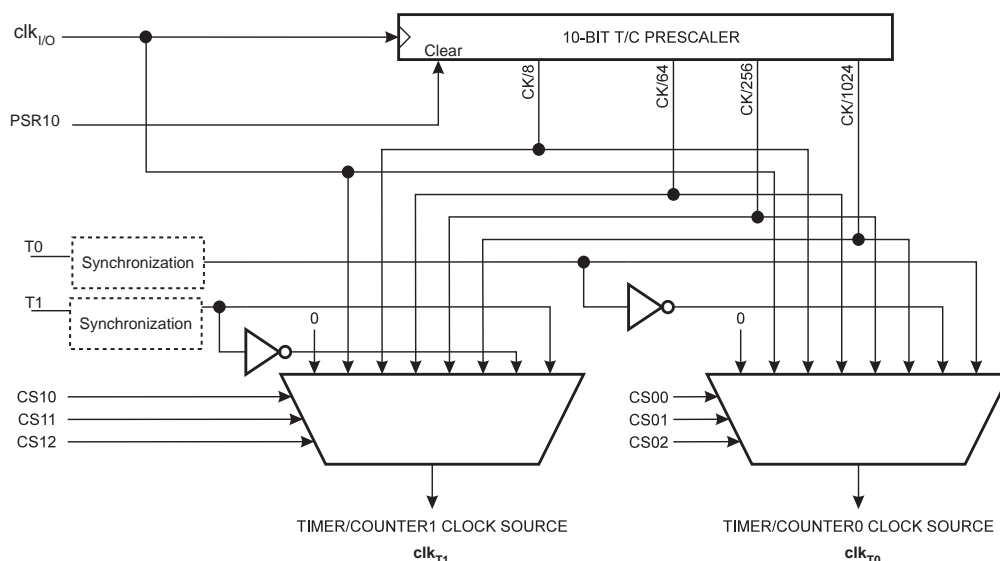 clkI/O
10-BIT T/C PRESCALER
Clear
CK/8
CK/64
CK/256
CK/1024
PSR10
T0
Synchronization
T1
Synchronization
0
0
CS10
CS11
CS12
CS00
CS01
CS02
TIMER/COUNTER1 CLOCK SOURCE
clkT1
TIMER/COUNTER0 CLOCK SOURCE
clkT0